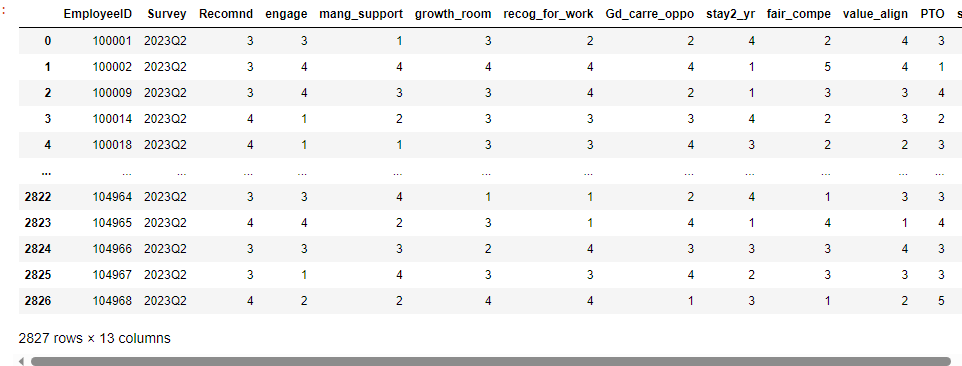 EmployeeID Survey Recomnd engage mang_support growth_room recog_for_work Gd_carre_oppo stay2_yr fair_compe value_align PTO s
0 100001 2023Q2 3 3 1 3 2 2 4 2 4 3
1 100002 2023Q2 3 4 4 4 4 4 1 5 4 1
2 100009 2023Q2 3 4 3 3 4 2 1 3 3 4
3 100014 2023Q2 4 1 2 3 3 3 4 2 3 2
4 100018 2023Q2 4 1 1 3 3 4 3 2 2 3
... ... ... ... ... ... ... ... ... ... ... ... ...
2822 104964 2023Q2 3 3 4 1 1 2 4 1 3 3
2823 104965 2023Q2 4 4 2 3 1 4 1 4 1 4
2824 104966 2023Q2 3 3 3 2 4 3 3 3 4 3
2825 104967 2023Q2 3 1 4 3 3 4 2 3 3 3
2826 104968 2023Q2 4 2 2 4 4 1 3 1 2 5
2827 rows × 13 columns